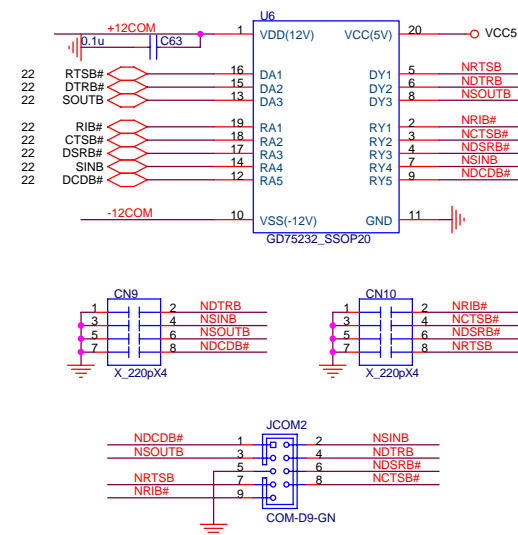 U6
+12COM 1 VDD(12V) VCC(5V) 20 VCC5
0.1u C63
22 RTSB# 16 DA1 DY1 5 NRTSB
22 DTRB# 15 DA2 DY2 6 NDTRB
22 SOUTB 13 DA3 DY3 8 NSOUTB
22 RIB# 19 RA1 RY1 2 NRIB#
22 CTSB# 18 RA2 RY2 3 NCTSB#
22 DSRB# 17 RA3 RY3 4 NDSRB#
22 SINB 14 RA4 RY4 7 NSINB
22 DCDB# 12 RA5 RY5 9 NDCDB#
-12COM 10 VSS(-12V) GND 11
GD75232_SSOP20
CN9
1 2 NDTRB
3 4 NSINB
5 6 NSOUTB
7 8 NDCDB#
X_220pX4
CN10
1 2 NRIB#
3 4 NCTSB#
5 6 NDSRB#
7 8 NRTSB
X_220pX4
JCOM2
NDCDB# 1 2 NSINB
NSOUTB 3 4 NDTRB
5 6 NDSRB#
NRTSB 7 8 NCTSB#
NRIB# 9
COM-D9-GN